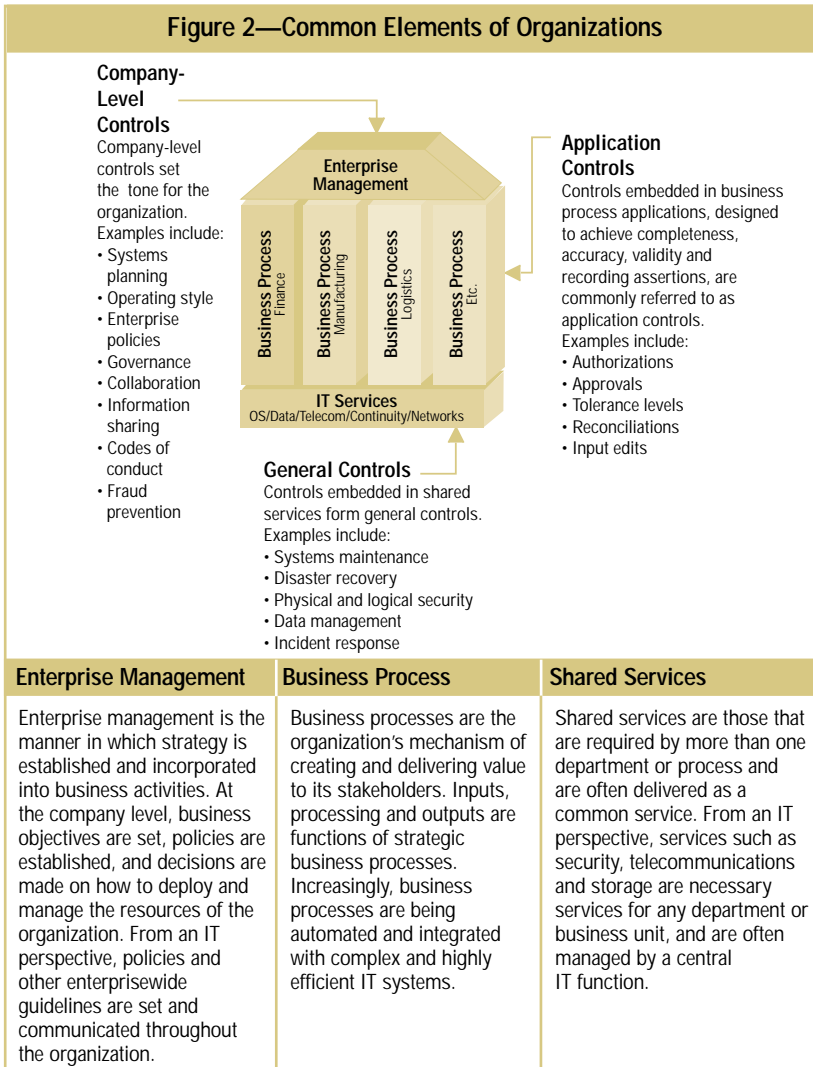 Figure 2—Common Elements of Organizations
Company-
Level
Controls
Company-level
controls set
the tone for the
organization.
Examples include:
• Systems
planning
• Operating style
• Enterprise
policies
• Governance
• Collaboration
• Information
sharing
• Codes of
conduct
• Fraud
prevention
Enterprise
Management
Business Process
Finance
Business Process
Manufacturing
Business Process
Logistics
Business Process
Etc.
IT Services
OS/Data/Telecom/Continuity/Networks
Application
Controls
Controls embedded in business
process applications, designed
to achieve completeness,
accuracy, validity and
recording assertions, are
commonly referred to as
application controls.
Examples include:
• Authorizations
• Approvals
• Tolerance levels
• Reconciliations
• Input edits
General Controls
Controls embedded in shared
services form general controls.
Examples include:
• Systems maintenance
• Disaster recovery
• Physical and logical security
• Data management
• Incident response
Enterprise Management
Enterprise management is the
manner in which strategy is
established and incorporated
into business activities. At
the company level, business
objectives are set, policies are
established, and decisions are
made on how to deploy and
manage the resources of the
organization. From an IT
perspective, policies and
other enterprisewide
guidelines are set and
communicated throughout
the organization.
Business Process
Business processes are the
organization's mechanism of
creating and delivering value
to its stakeholders. Inputs,
processing and outputs are
functions of strategic
business processes.
Increasingly, business
processes are being
automated and integrated
with complex and highly
efficient IT systems.
Shared Services
Shared services are those that
are required by more than one
department or process and
are often delivered as a
common service. From an IT
perspective, services such as
security, telecommunications
and storage are necessary
services for any department or
business unit, and are often
managed by a central
IT function.